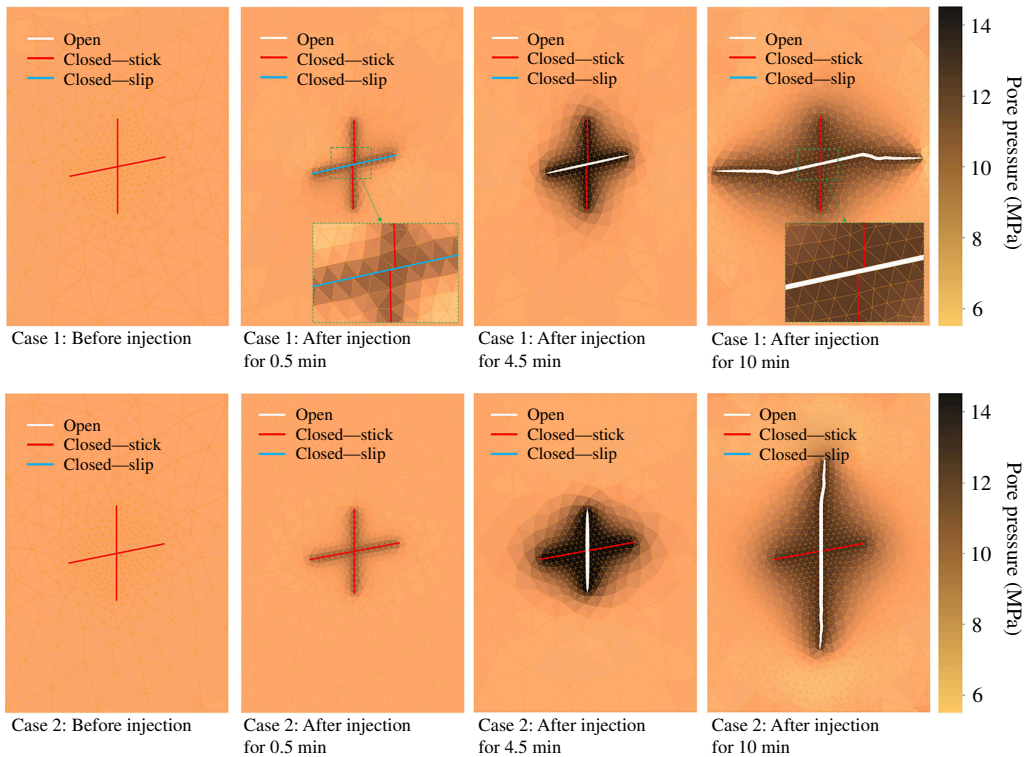 Open
Closed—stick
Closed—slip
Case 1: Before injection
Open
Closed—stick
Closed—slip
Case 1: After injection
for 0.5 min
Open
Closed—stick
Closed—slip
Case 1: After injection
for 4.5 min
Open
Closed—stick
Closed—slip
Case 1: After injection
for 10 min
14
12
10
8
6
Pore pressure (MPa)
Open
Closed—stick
Closed—slip
Case 2: Before injection
Open
Closed—stick
Closed—slip
Case 2: After injection
for 0.5 min
Open
Closed—stick
Closed—slip
Case 2: After injection
for 4.5 min
Open
Closed—stick
Closed—slip
Case 2: After injection
for 10 min
14
12
10
8
6
Pore pressure (MPa)